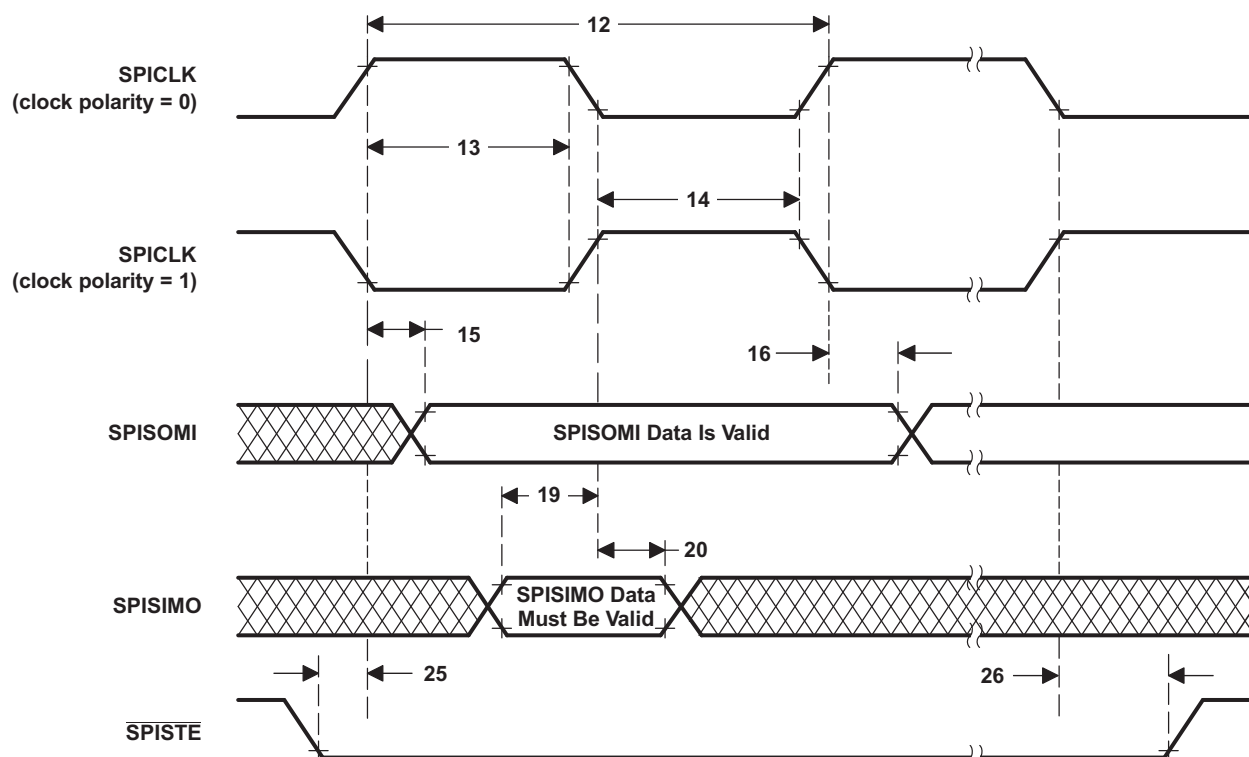 12
SPICLK
(clock polarity = 0)
13
14
SPICLK
(clock polarity = 1)
15
16
SPISOMI
SPISOMI Data Is Valid
19
20
SPISIMO
SPISIMO Data
Must Be Valid
25
26
SPISTE